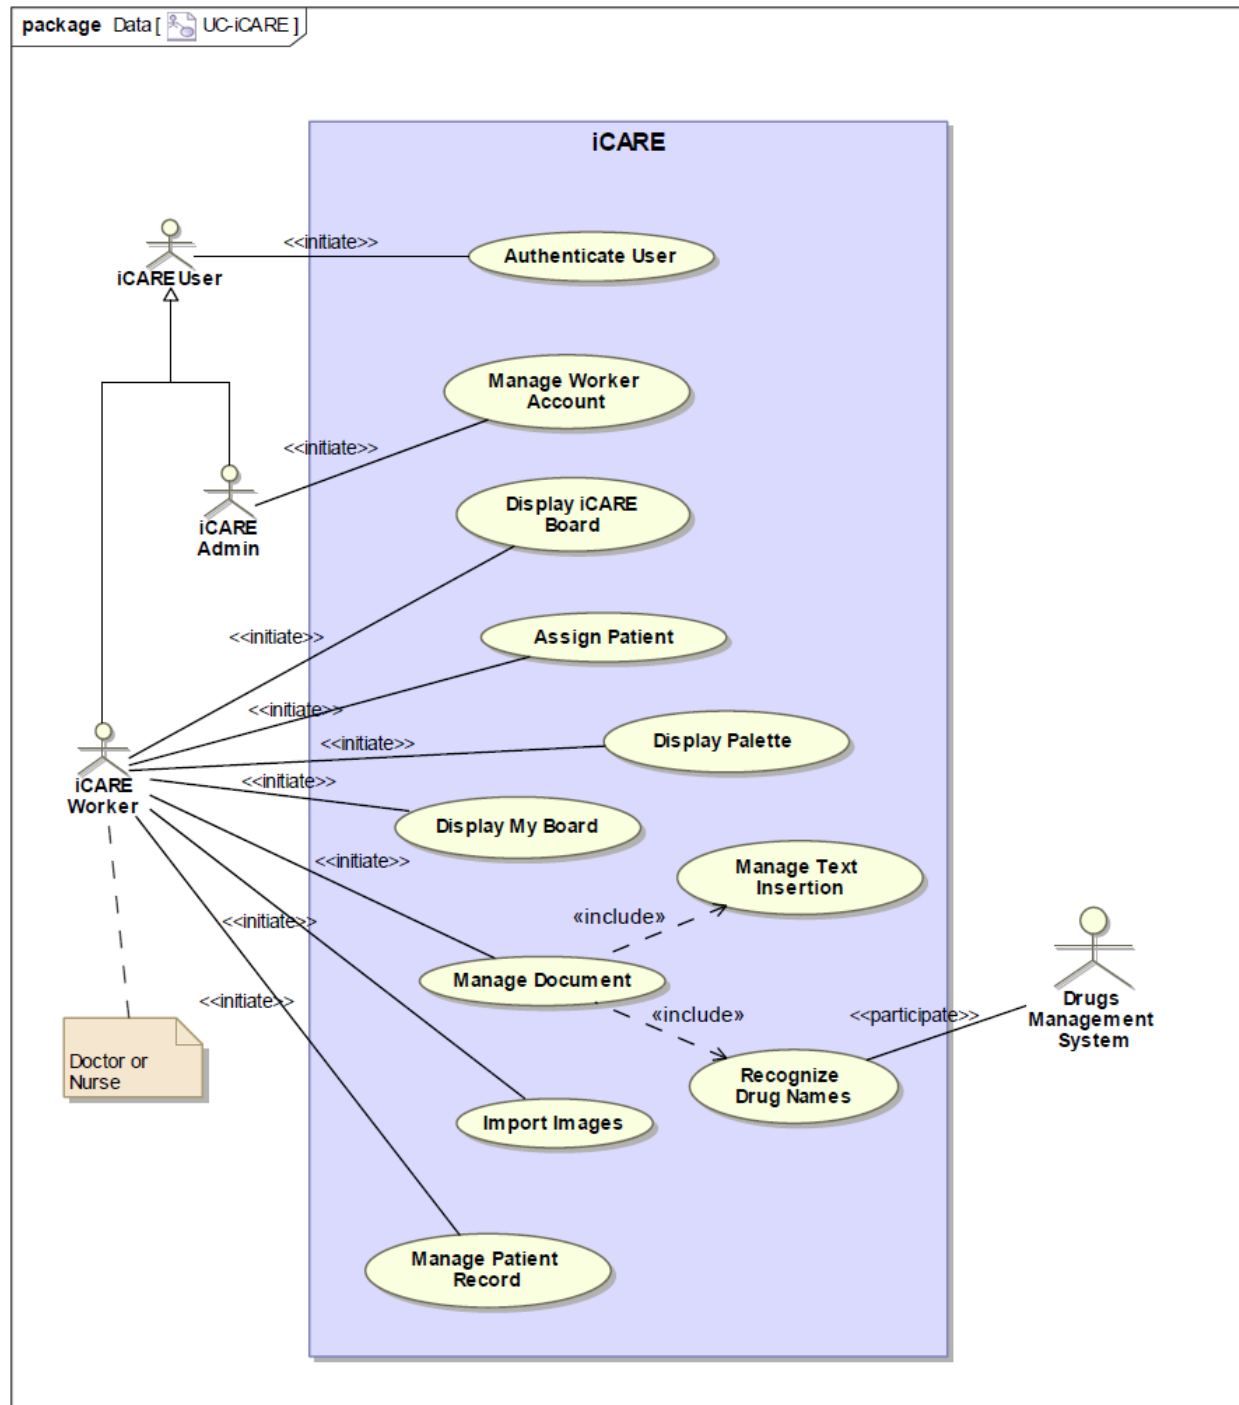 package Data [ UC-iCARE ]
iCARE
<<initiate>>
Authenticate User
iCARE User
Manage Worker
Account
<<initiate>>
iCARE
Admin
Display iCARE
Board
<<initiate>>
Assign Patient
<<initiate>>
Display Palette
<<initiate>>
iCARE
Worker
<<initiate>>
Display My Board
<<initiate>>
Manage Text
Insertion
«include»
<<initiate>>
Manage Document
<<initiate>>
«include»
<<participate>>
Drugs
Management
System
Doctor or
Nurse
Recognize
Drug Names
Import Images
Manage Patient
Record